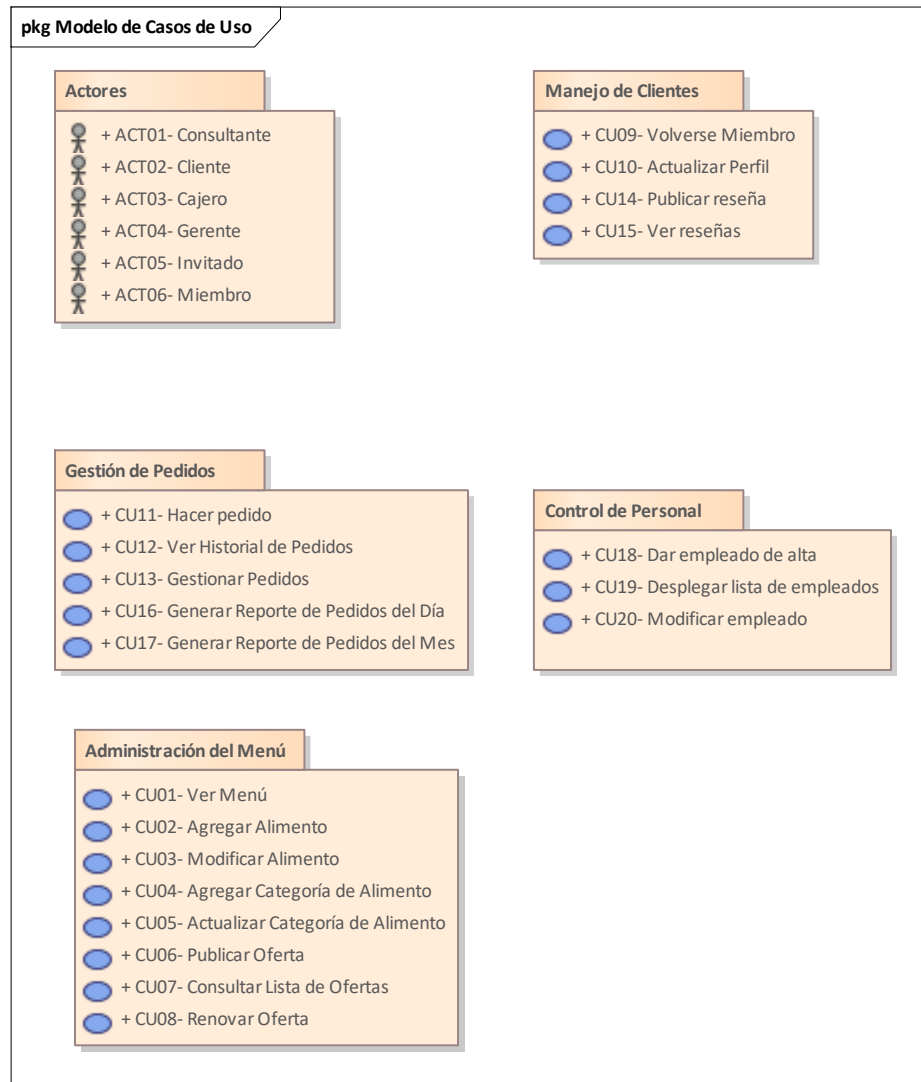 pkg Modelo de Casos de Uso
Actores
+ ACT01- Consultante
+ ACT02- Cliente
+ ACT03- Cajero
+ ACT04- Gerente
+ ACT05- Invitado
+ ACT06- Miembro
Manejo de Clientes
+ CU09- Volverse Miembro
+ CU10- Actualizar Perfil
+ CU14- Publicar reseña
+ CU15- Ver reseñas
Gestión de Pedidos
+ CU11- Hacer pedido
+ CU12- Ver Historial de Pedidos
+ CU13- Gestionar Pedidos
+ CU16- Generar Reporte de Pedidos del Día
+ CU17- Generar Reporte de Pedidos del Mes
Control de Personal
+ CU18- Dar empleado de alta
+ CU19- Desplegar lista de empleados
+ CU20- Modificar empleado
Administración del Menú
+ CU01- Ver Menú
+ CU02- Agregar Alimento
+ CU03- Modificar Alimento
+ CU04- Agregar Categoría de Alimento
+ CU05- Actualizar Categoría de Alimento
+ CU06- Publicar Oferta
+ CU07- Consultar Lista de Ofertas
+ CU08- Renovar Oferta